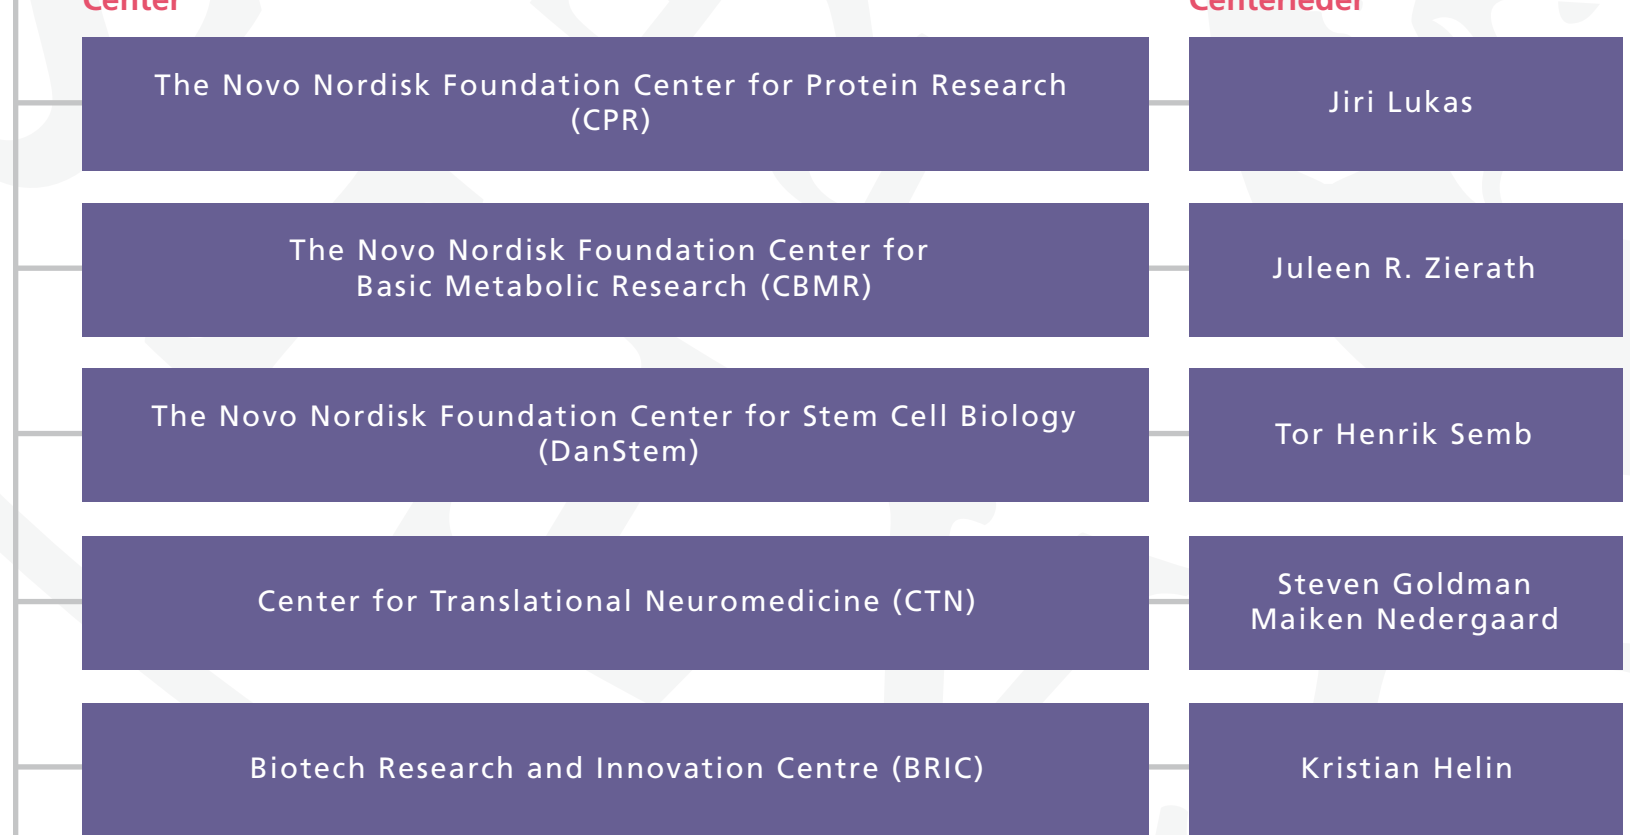 Center
Centerleder
The Novo Nordisk Foundation Center for Protein Research
(CPR)
Jiri Lukas
The Novo Nordisk Foundation Center for
Basic Metabolic Research (CBMR)
Juleen R. Zierath
The Novo Nordisk Foundation Center for Stem Cell Biology
(DanStem)
Tor Henrik Semb
Center for Translational Neuromedicine (CTN)
Steven Goldman
Maiken Nedergaard
Biotech Research and Innovation Centre (BRIC)
Kristian Helin